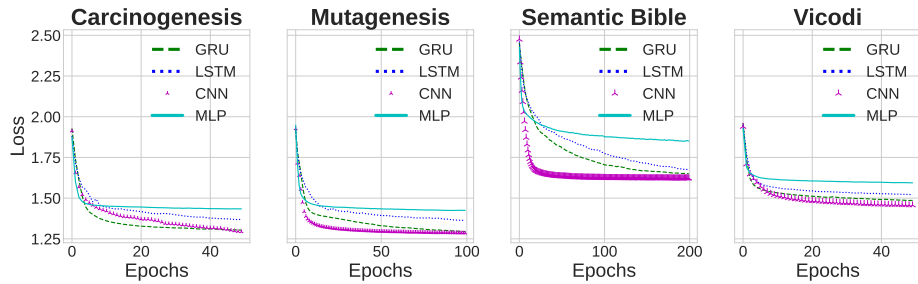 Carcinogenesis Mutagenesis Semantic Bible Vicodi
2.50 GRU GRU GRU GRU
2.25 LSTM LSTM LSTM LSTM
CNN CNN CNN CNN
2.00 MLP MLP MLP MLP
Loss
1.75
1.50
1.25
0 20 40 0 50 100 0 100 200 0 20 40
Epochs Epochs Epochs Epochs